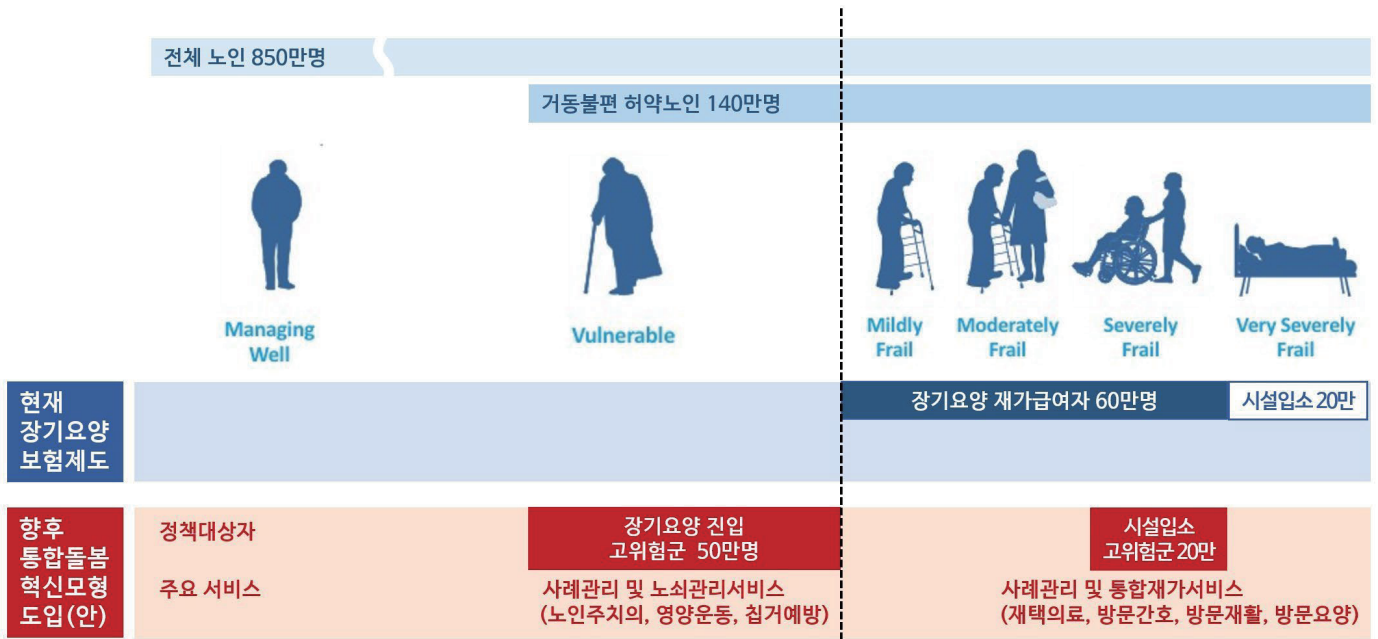 전체 노인 850만명
거동불편 허약노인 140만명
Managing
Well
Vulnerable
Mildly
Frail
Moderately
Frail
Severely
Frail
Very Severely
Frail
현재
장기요양
보험제도
장기요양 재가급여자 60만명
시설입소 20만
향후
통합돌봄
혁신모형
도입(안)
정책대상자
장기요양 진입
고위험군 50만명
시설입소
고위험군 20만
주요 서비스
사례관리 및 노쇠관리서비스
(노인주치의, 영양운동, 칩거예방)
사례관리 및 통합재가서비스
(재택의료, 방문간호, 방문재활, 방문요양)